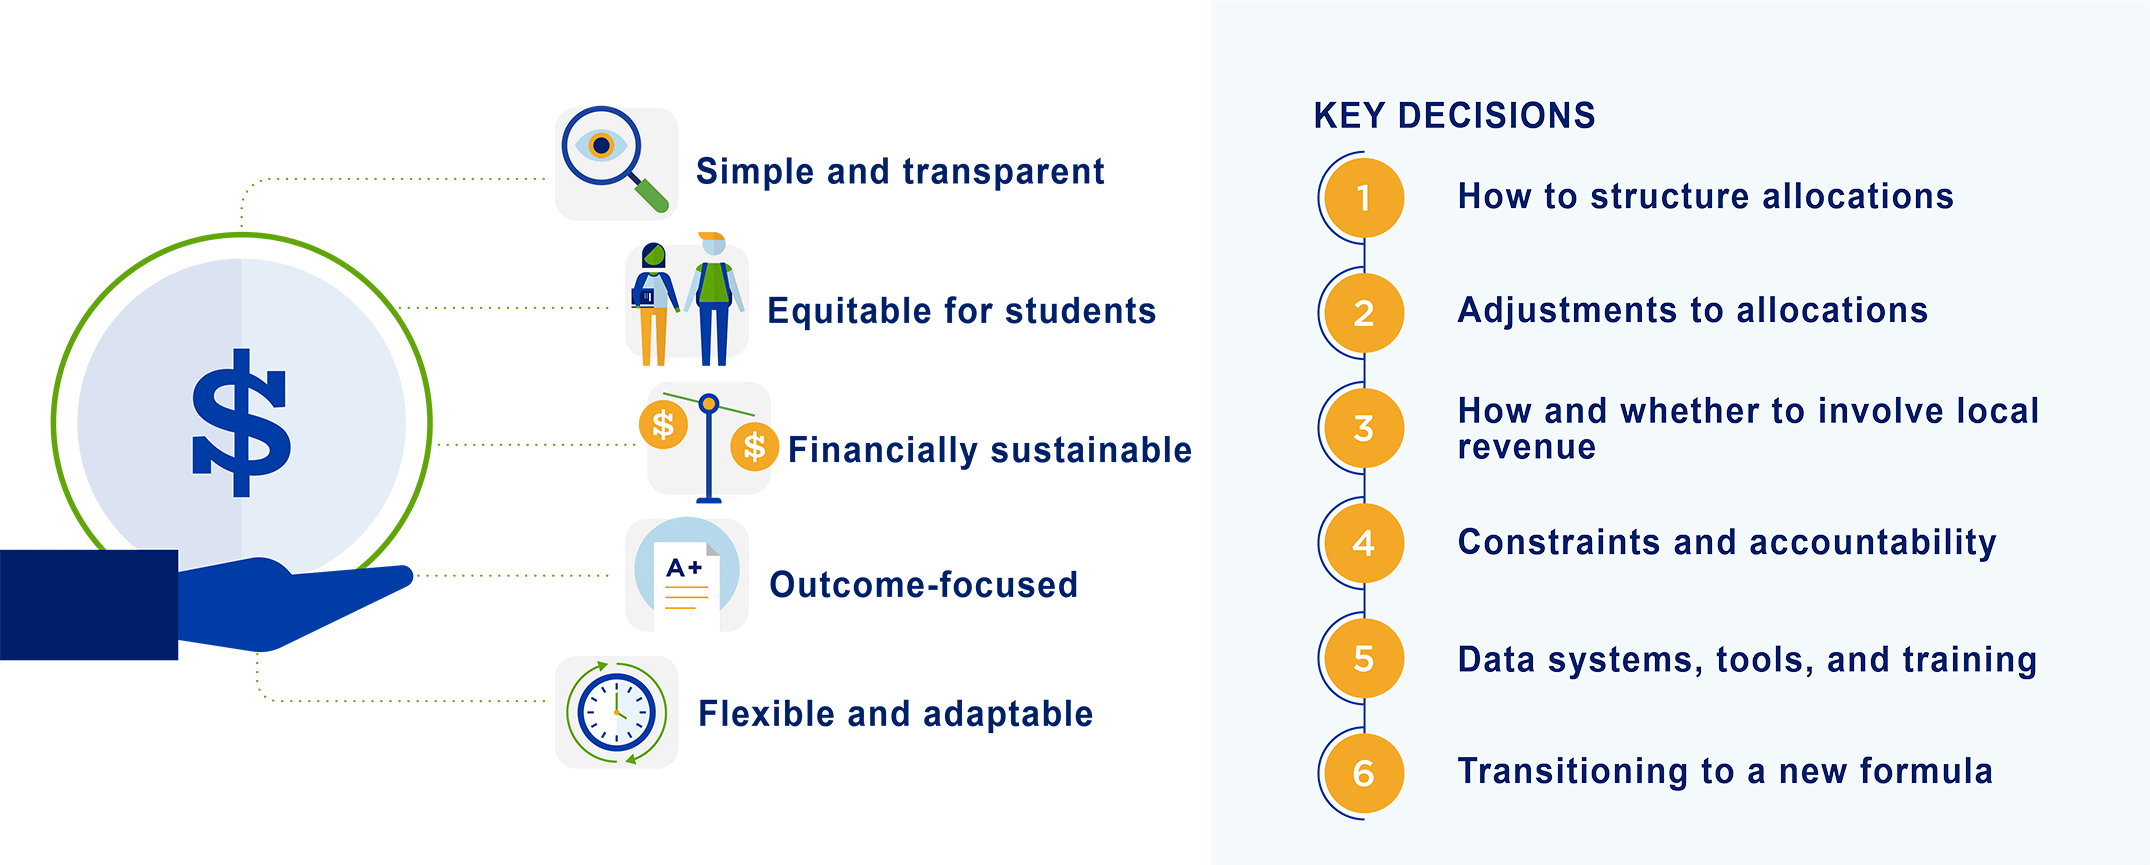 $
Simple and transparent
Equitable for students
$
$
Financially sustainable
A+
Outcome-focused
Flexible and adaptable
KEY DECISIONS
1
How to structure allocations
2
Adjustments to allocations
3
How and whether to involve local
revenue
4
Constraints and accountability
5
Data systems, tools, and training
6
Transitioning to a new formula